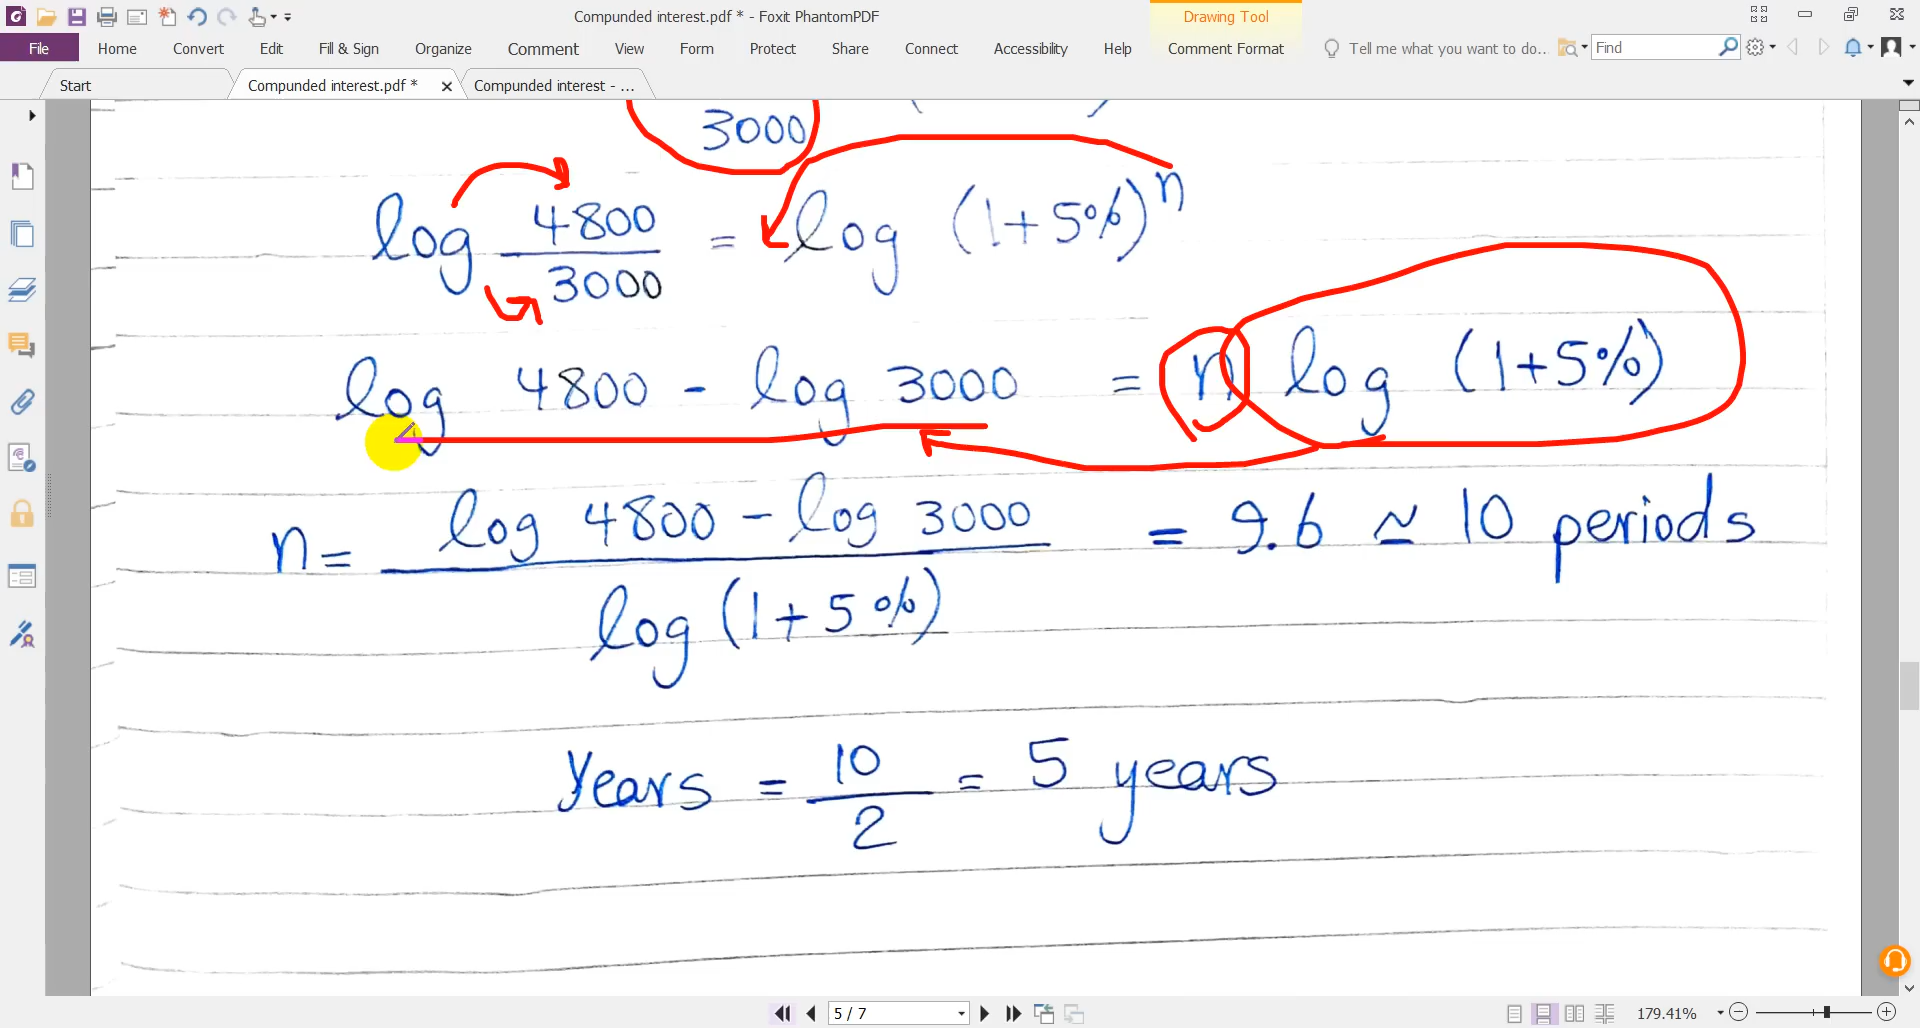 Compunded interest.pdf * - Foxit PhantomPDF
Drawing Tool
File Home Convert Edit Fill & Sign Organize Comment View Form Protect Share Connect Accessibility Help Comment Format Tell me what you want to do... Find
Start Compunded interest.pdf * Compunded interest - ...
3000
log 4800 / 3000 = log (1+5%)^n
log 4800 - log 3000 = n log (1+5%)
n = log 4800 - log 3000 / log (1+5%) = 9.6 ≃ 10 periods
Years = 10 / 2 = 5 years
5 / 7 179.41%